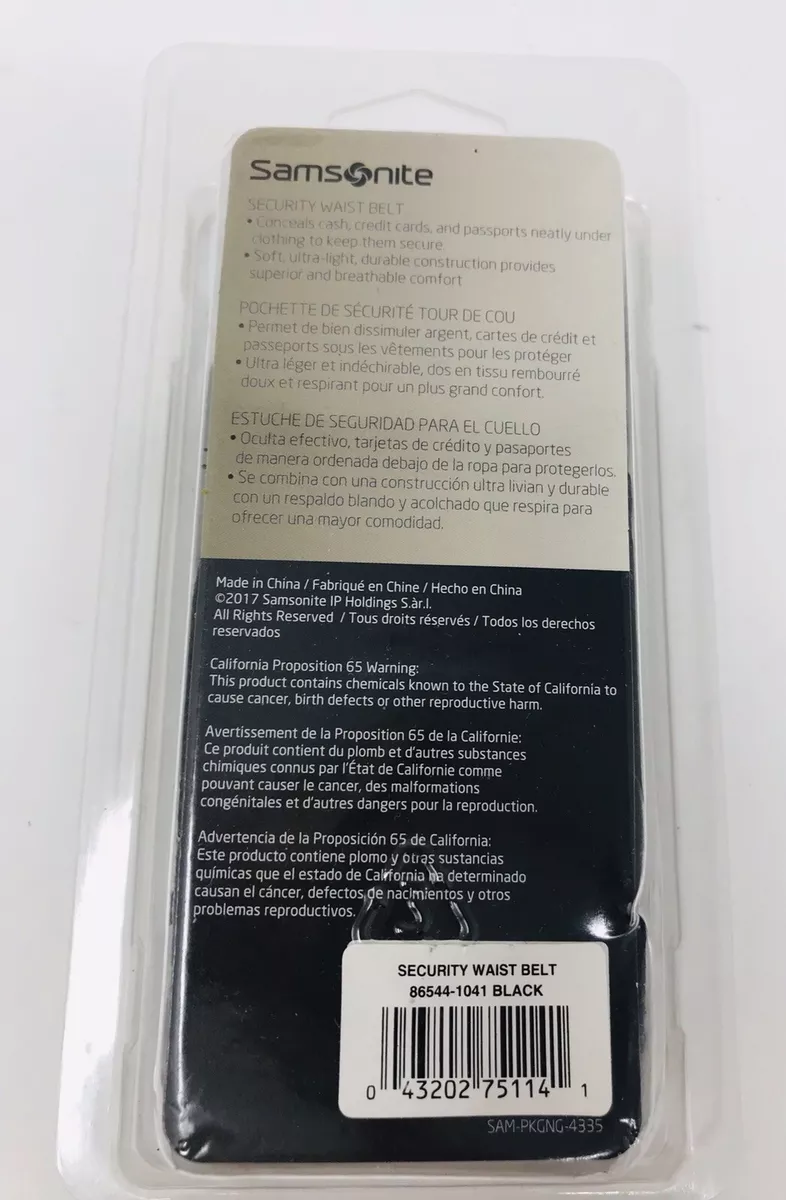 Samsonite
SECURITY WAIST BELT
• Conceals cash, credit cards, and passports neatly under
clothing to keep them secure.
• Soft, ultra-light, durable construction provides
superior and breathable comfort
POCHETTE DE SÉCURITÉ TOUR DE COU
• Permet de bien dissimuler argent, cartes de crédit et
passeports sous les vêtements pour les protéger
• Ultra léger et indéchirable, dos en tissu rembourré
doux et respirant pour un plus grand confort.
ESTUCHE DE SEGURIDAD PARA EL CUELLO
• Oculta efectivo, tarjetas de crédito y pasaportes
de manera ordenada debajo de la ropa para protegerlos.
• Se combina con una construcción ultra livian y durable
con un respaldo blando y acolchado que respira para
ofrecer una mayor comodidad.
Made in China / Fabriqué en Chine / Hecho en China
©2017 Samsonite IP Holdings S.àr.l.
All Rights Reserved / Tous droits réservés / Todos los derechos
reservados
California Proposition 65 Warning:
This product contains chemicals known to the State of California to
cause cancer, birth defects or other reproductive harm.
Avertissement de la Proposition 65 de la Californie:
Ce produit contient du plomb et d'autres substances
chimiques connus par l'État de Californie comme
pouvant causer le cancer, des malformations
congénitales et d'autres dangers pour la reproduction.
Advertencia de la Proposición 65 de California:
Este producto contiene plomo y otras sustancias
químicas que el estado de California ha determinado
causan el cáncer, defectos de nacimientos y otros
problemas reproductivos.
SECURITY WAIST BELT
86544-1041 BLACK
0 43202 75114 1
SAM-PKGNG-4335